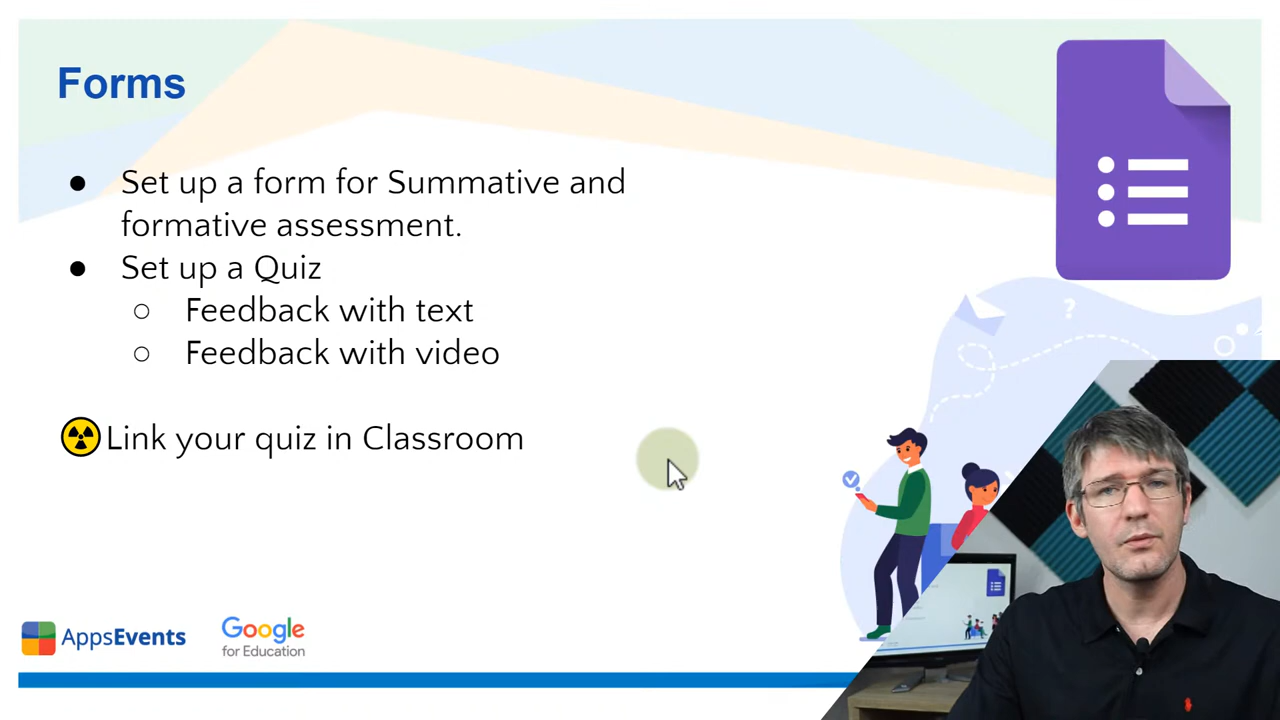 Forms
● Set up a form for Summative and
formative assessment.
● Set up a Quiz
○ Feedback with text
○ Feedback with video
Link your quiz in Classroom
?
AppsEvents
Google
for Education